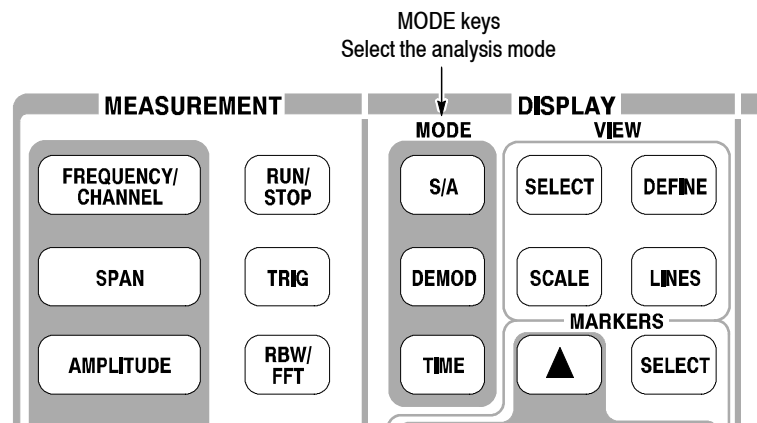 MODE keys
Select the analysis mode
MEASUREMENT
DISPLAY
MODE
VIEW
FREQUENCY/
CHANNEL
RUN/
STOP
S/A
SELECT
DEFINE
SPAN
TRIG
DEMOD
SCALE
LINES
MARKERS
AMPLITUDE
RBW/
FFT
TIME
SELECT